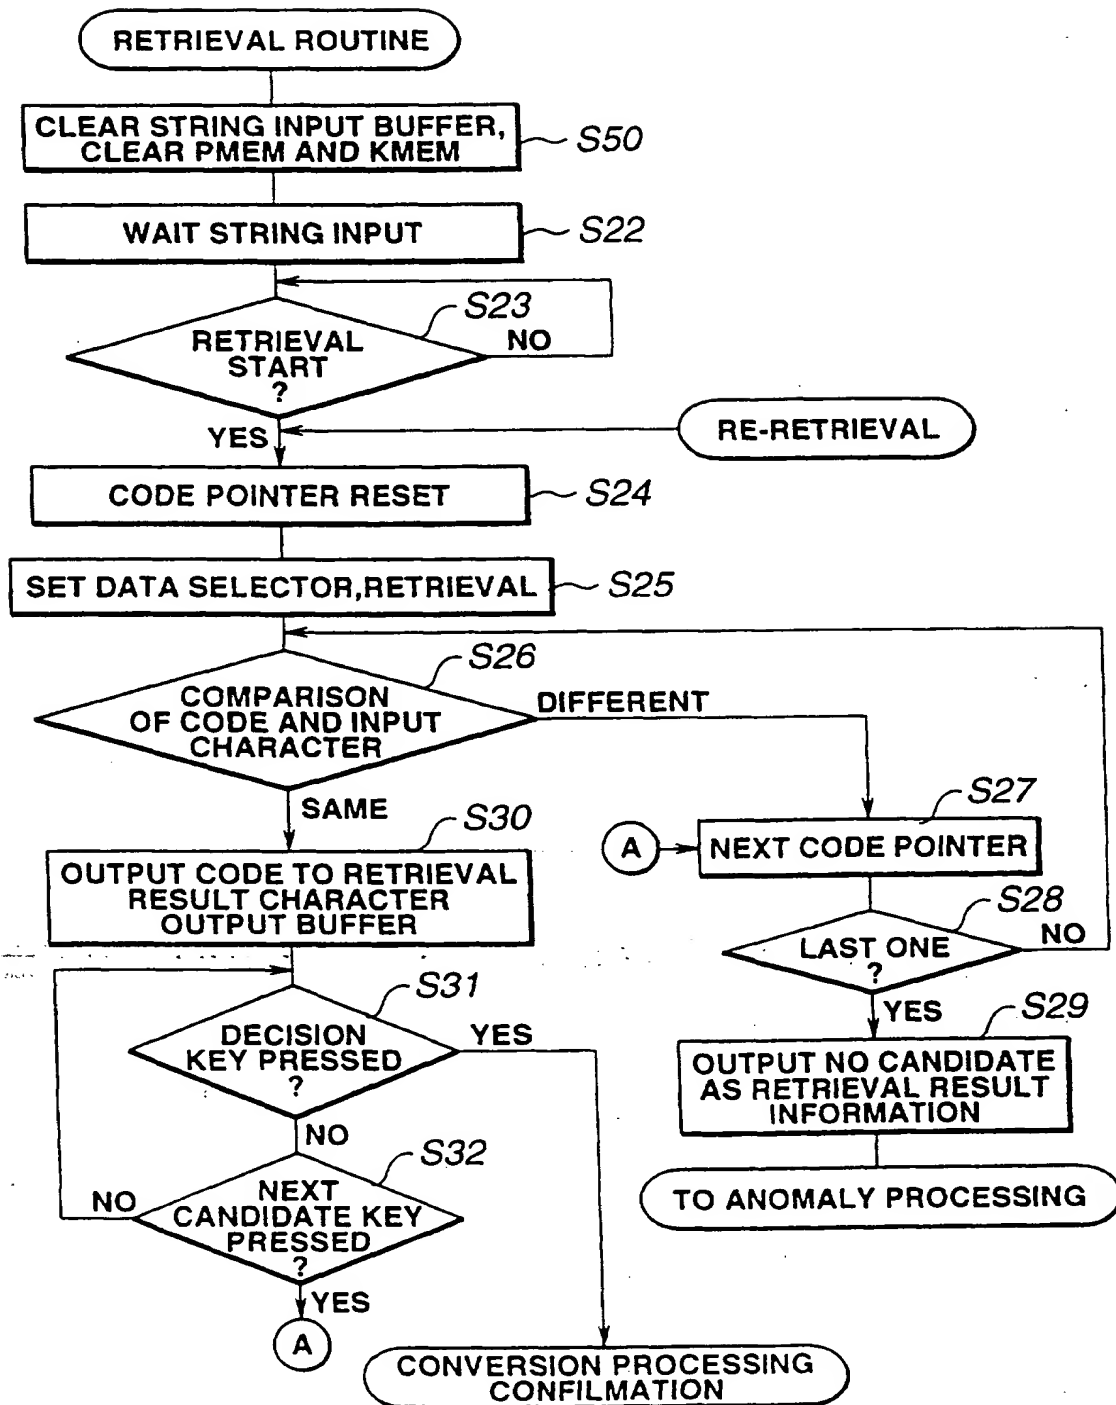 RETRIEVAL ROUTINE
CLEAR STRING INPUT BUFFER,
CLEAR PMEM AND KMEM
S50
WAIT STRING INPUT
S22
S23
RETRIEVAL
START
?
NO
YES
RE-RETRIEVAL
CODE POINTER RESET
S24
SET DATA SELECTOR,RETRIEVAL
S25
S26
COMPARISON
OF CODE AND INPUT
CHARACTER
DIFFERENT
SAME
S27
A
NEXT CODE POINTER
S30
OUTPUT CODE TO RETRIEVAL
RESULT CHARACTER
OUTPUT BUFFER
S28
LAST ONE
?
NO
YES
S29
OUTPUT NO CANDIDATE
AS RETRIEVAL RESULT
INFORMATION
TO ANOMALY PROCESSING
S31
DECISION
KEY PRESSED
?
YES
NO
S32
NEXT
CANDIDATE KEY
PRESSED
?
NO
YES
A
CONVERSION PROCESSING
CONFILMATION